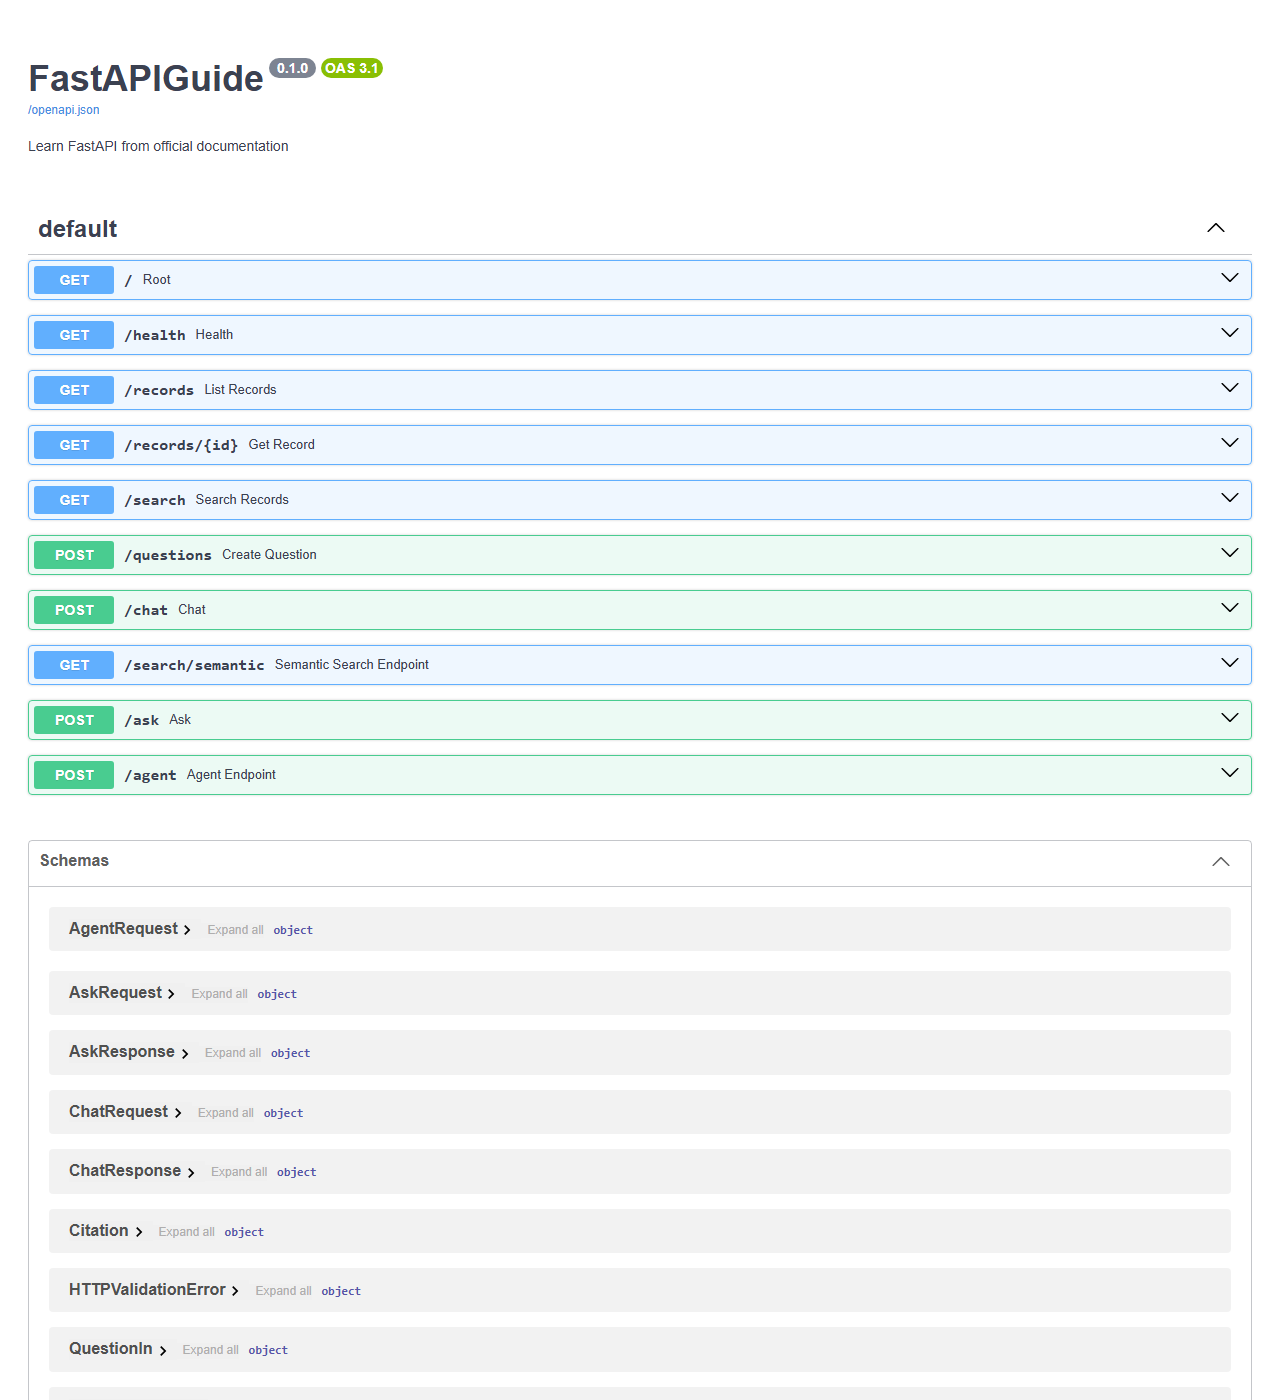 FastAPIGuide 0.1.0 OAS 3.1
/openapi.json
Learn FastAPI from official documentation
default
GET / Root
GET /health Health
GET /records List Records
GET /records/{id} Get Record
GET /search Search Records
POST /questions Create Question
POST /chat Chat
GET /search/semantic Semantic Search Endpoint
POST /ask Ask
POST /agent Agent Endpoint
Schemas
AgentRequest Expand all object
AskRequest Expand all object
AskResponse Expand all object
ChatRequest Expand all object
ChatResponse Expand all object
Citation Expand all object
HTTPValidationError Expand all object
QuestionIn Expand all object